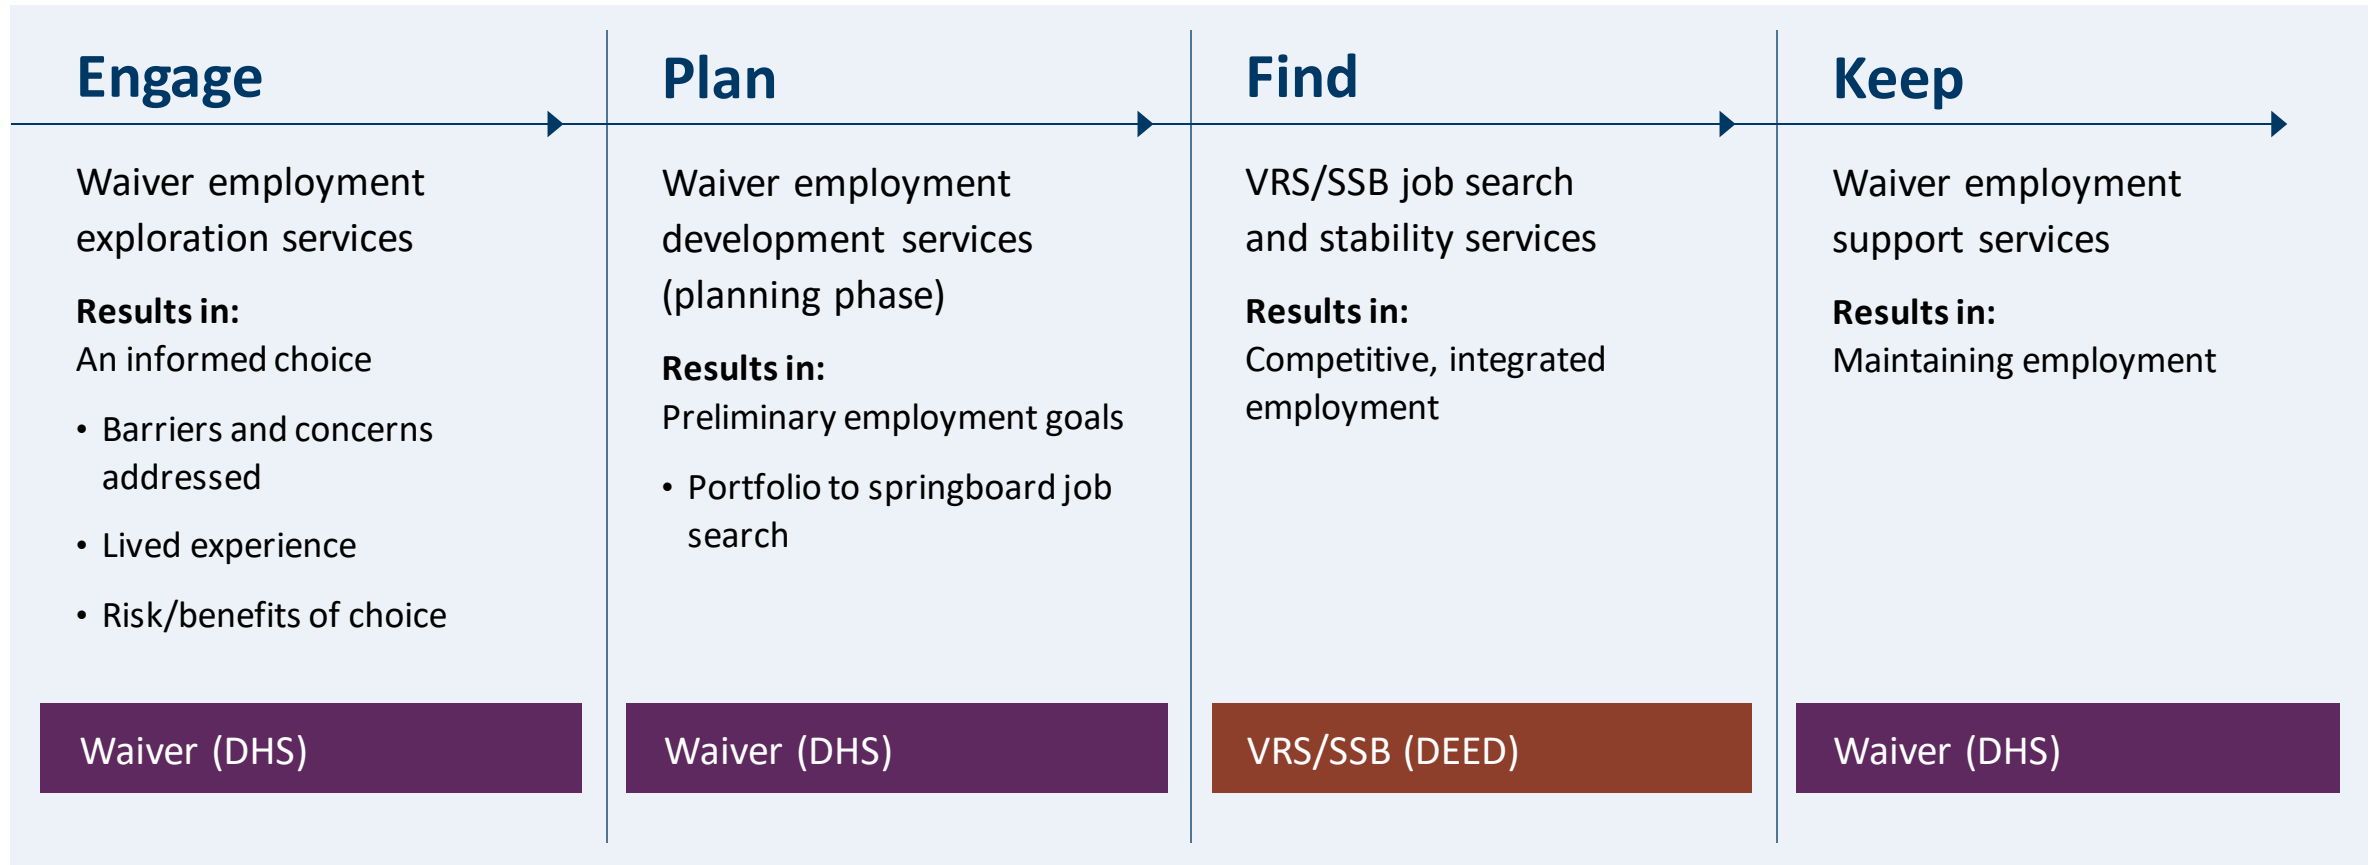 Engage
Waiver employment
exploration services
Results in:
An informed choice
• Barriers and concerns
addressed
• Lived experience
• Risk/benefits of choice
Waiver (DHS)
Plan
Waiver employment
development services
(planning phase)
Results in:
Preliminary employment goals
• Portfolio to springboard job
search
Waiver (DHS)
Find
VRS/SSB job search
and stability services
Results in:
Competitive, integrated
employment
VRS/SSB (DEED)
Keep
Waiver employment
support services
Results in:
Maintaining employment
Waiver (DHS)